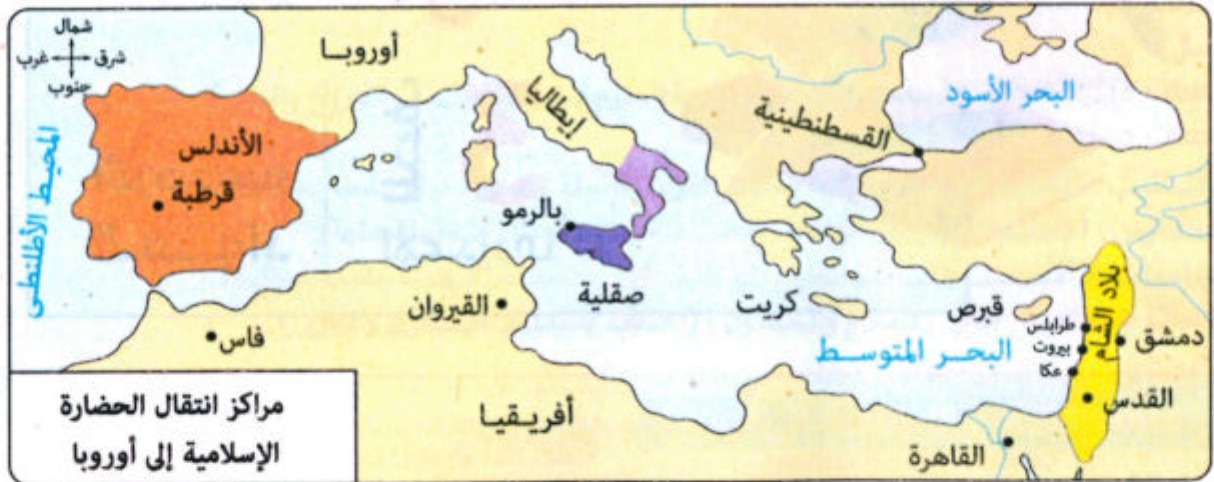 شمال
غرب شرق
جنوب
أوروبا
المحيط الأطلنطى
الأندلس
قرطبة
إيطاليا
القسطنطينية
البحر الأسود
بالرمو
صقلية
كريت
قبرص
بلاد الشام
طرابلس
بيروت
عكا
دمشق
القدس
البحر المتوسط
القيروان
فاس
أفريقيا
القاهرة
مراكز انتقال الحضارة
الإسلامية إلى أوروبا